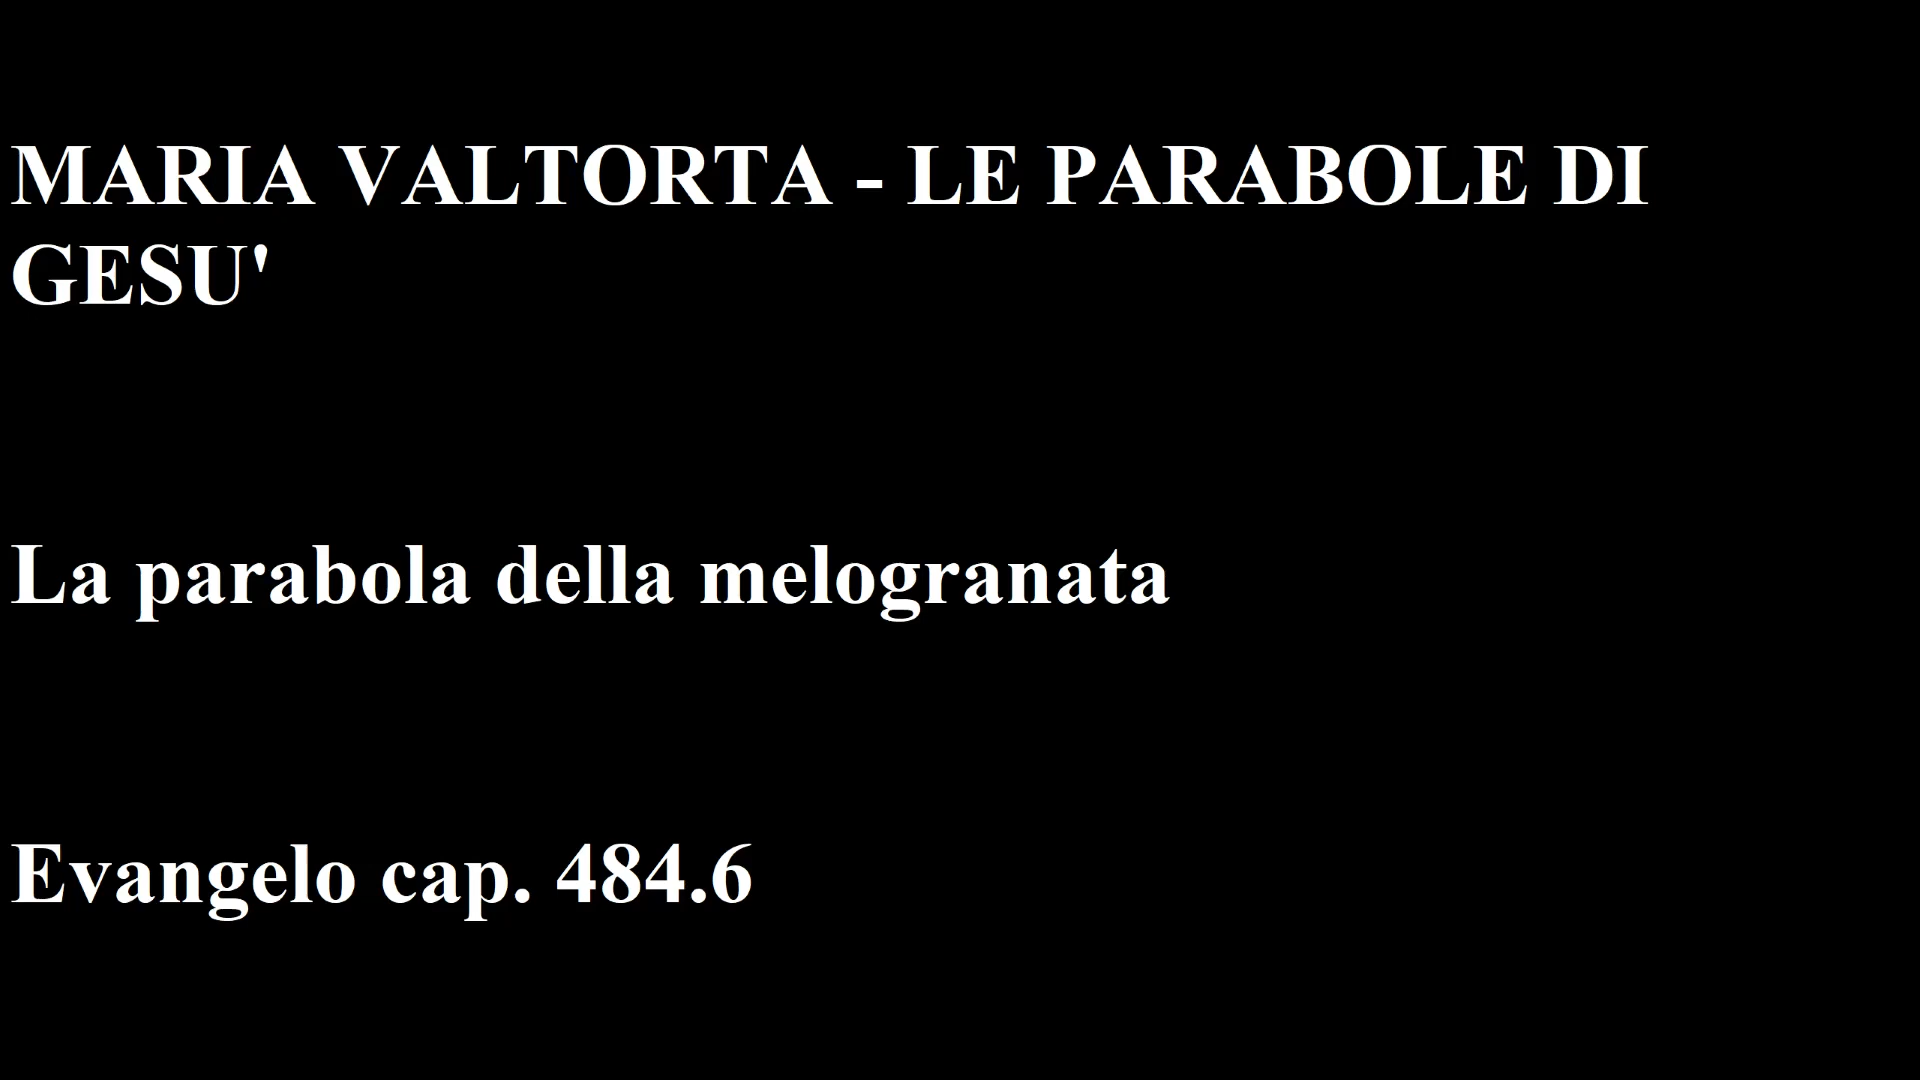 MARIA VALTORTA - LE PARABOLE DI
GESU'
La parabola della melogranata
Evangelo cap. 484.6